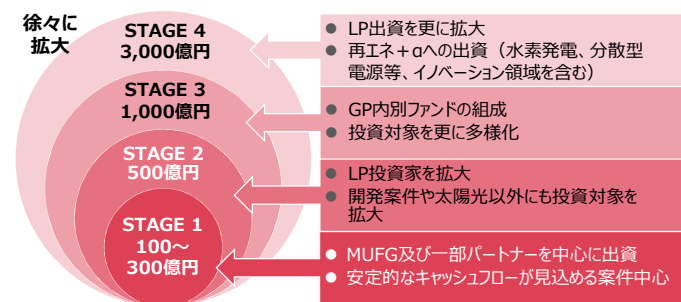 徐々に
拡大
STAGE 4
3,000億円
● LP出資を更に拡大
● 再エネ+αへの出資（水素発電、分散型
電源等、イノベーション領域を含む）
STAGE 3
1,000億円
● GP内別ファンドの組成
● 投資対象を更に多様化
STAGE 2
500億円
● LP投資家を拡大
● 開発案件や太陽光以外にも投資対象を
拡大
STAGE 1
100～
300億円
● MUFG及び一部パートナーを中心に出資
● 安定的なキャッシュフローが見込める案件中心